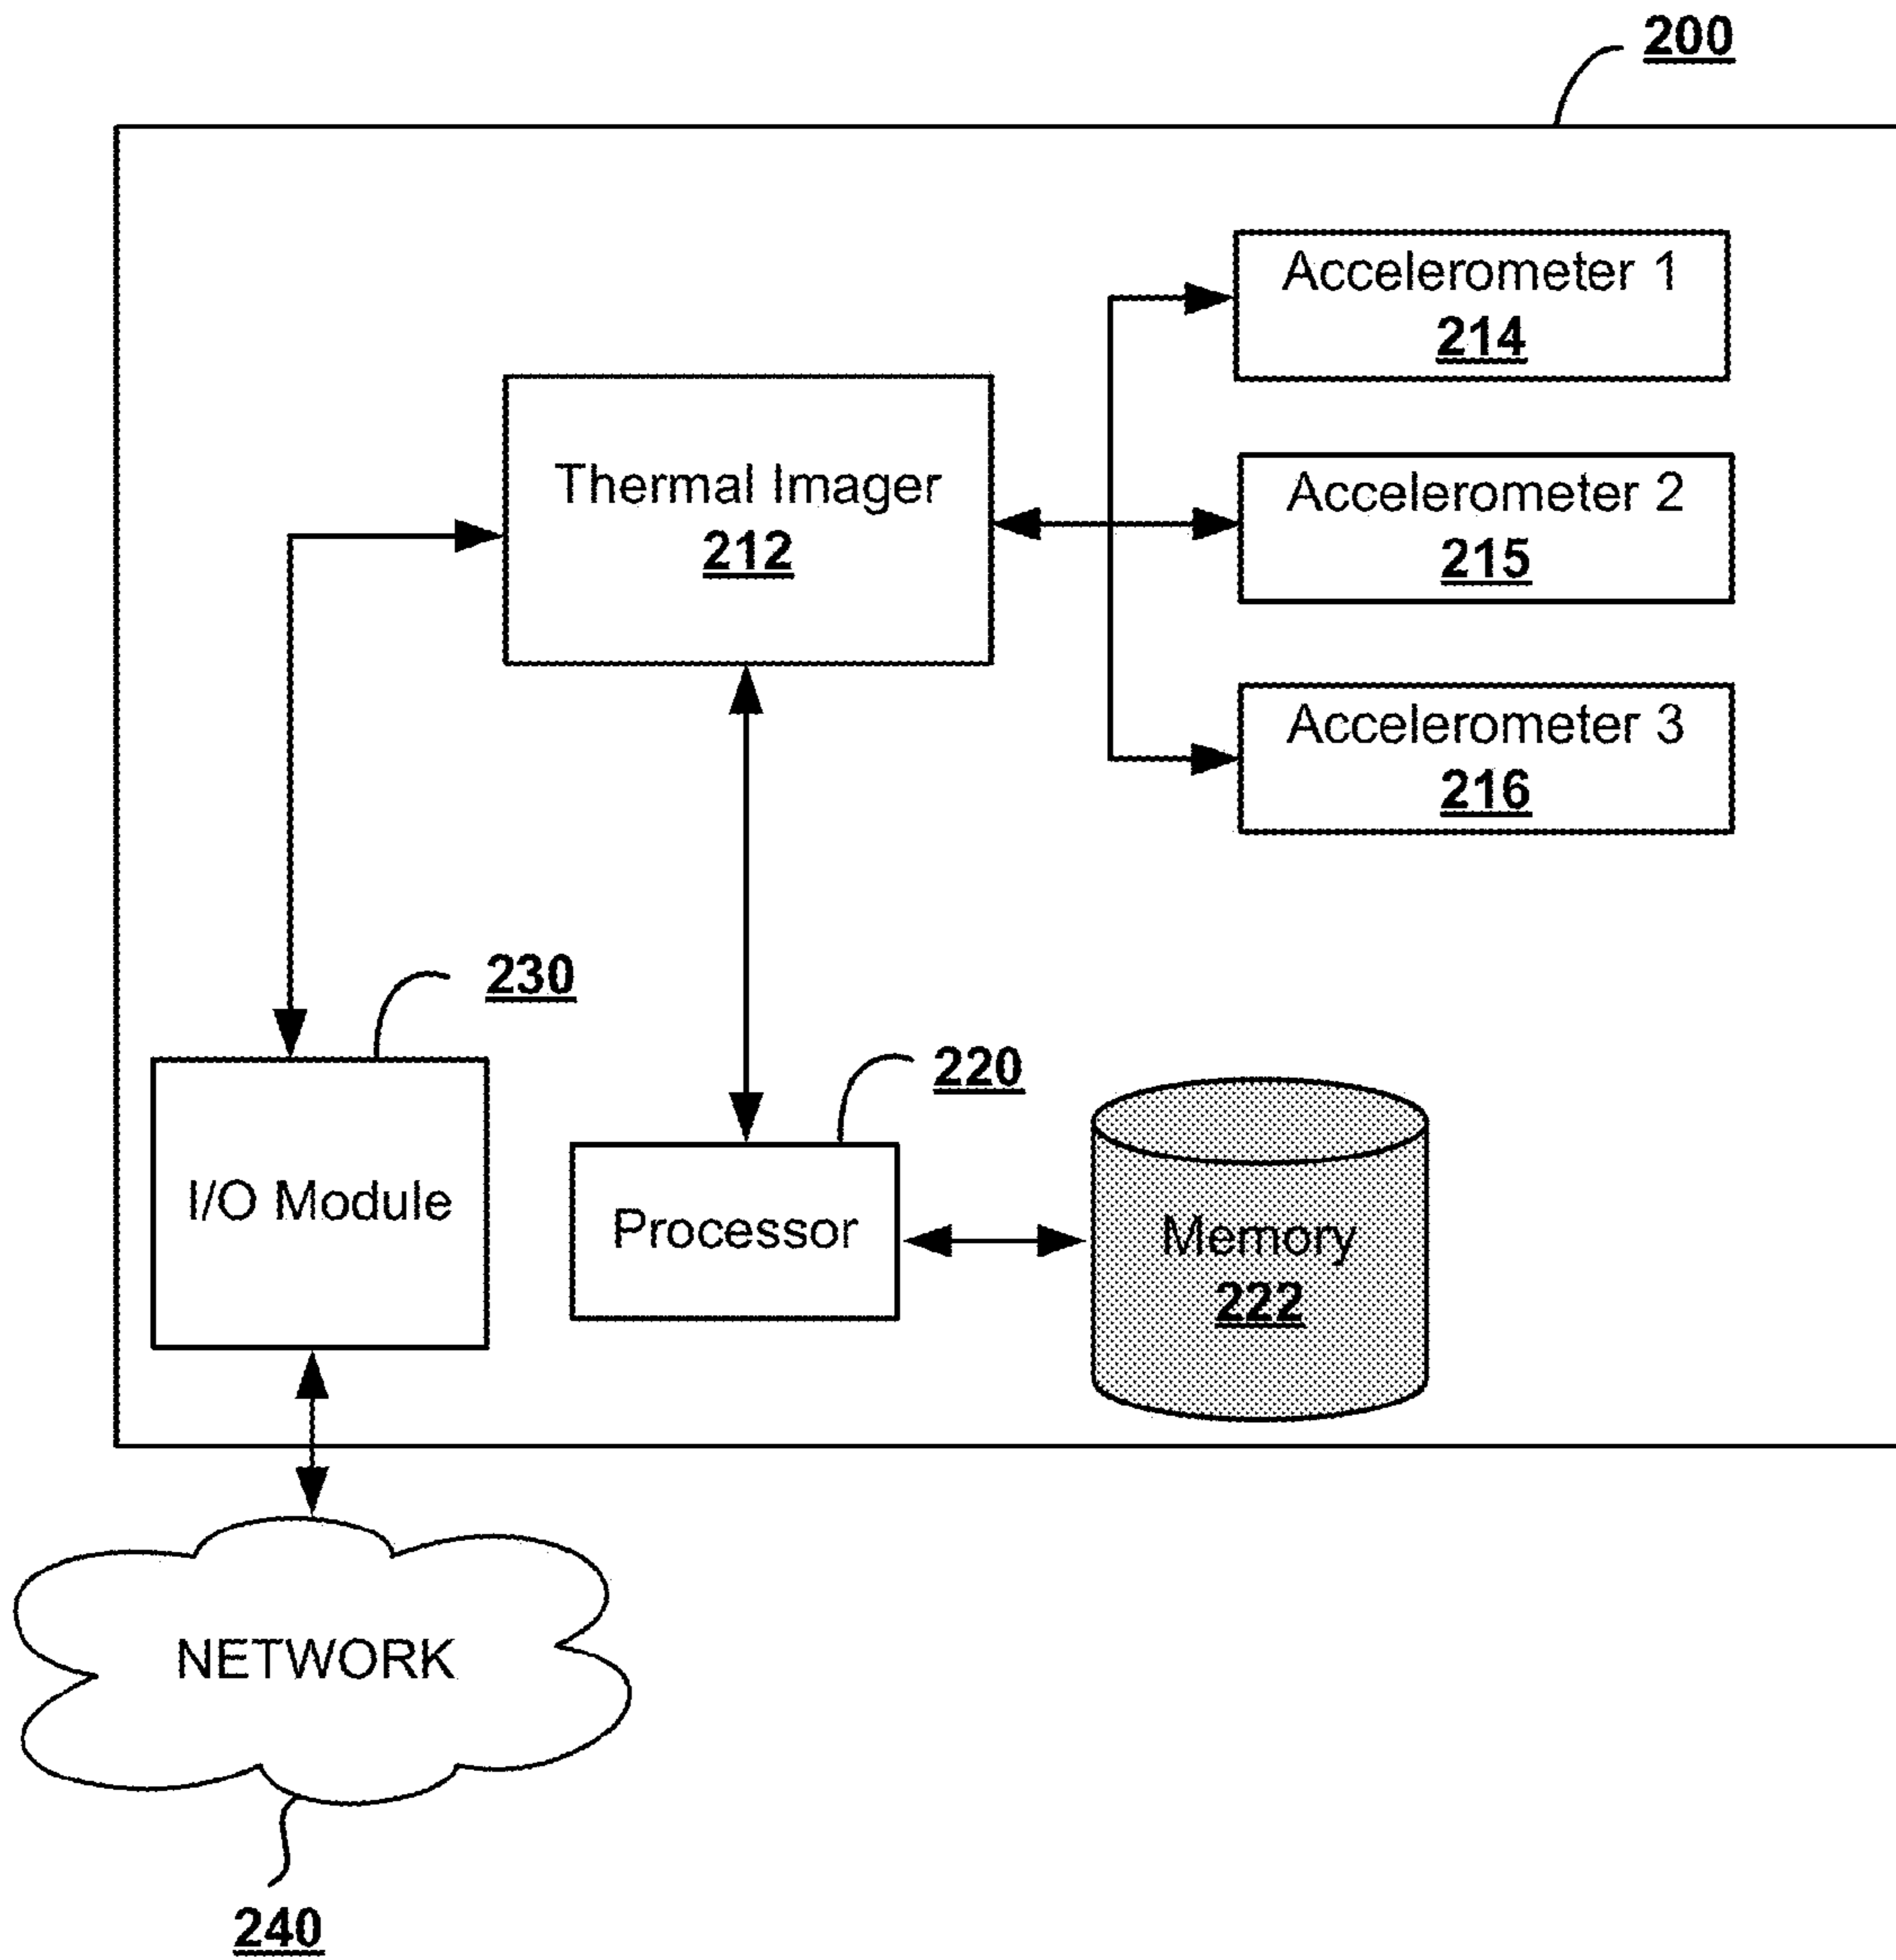 200
Accelerometer 1
214
Thermal Imager
212
Accelerometer 2
215
Accelerometer 3
216
230
220
I/O Module
Processor
Memory
222
NETWORK
240